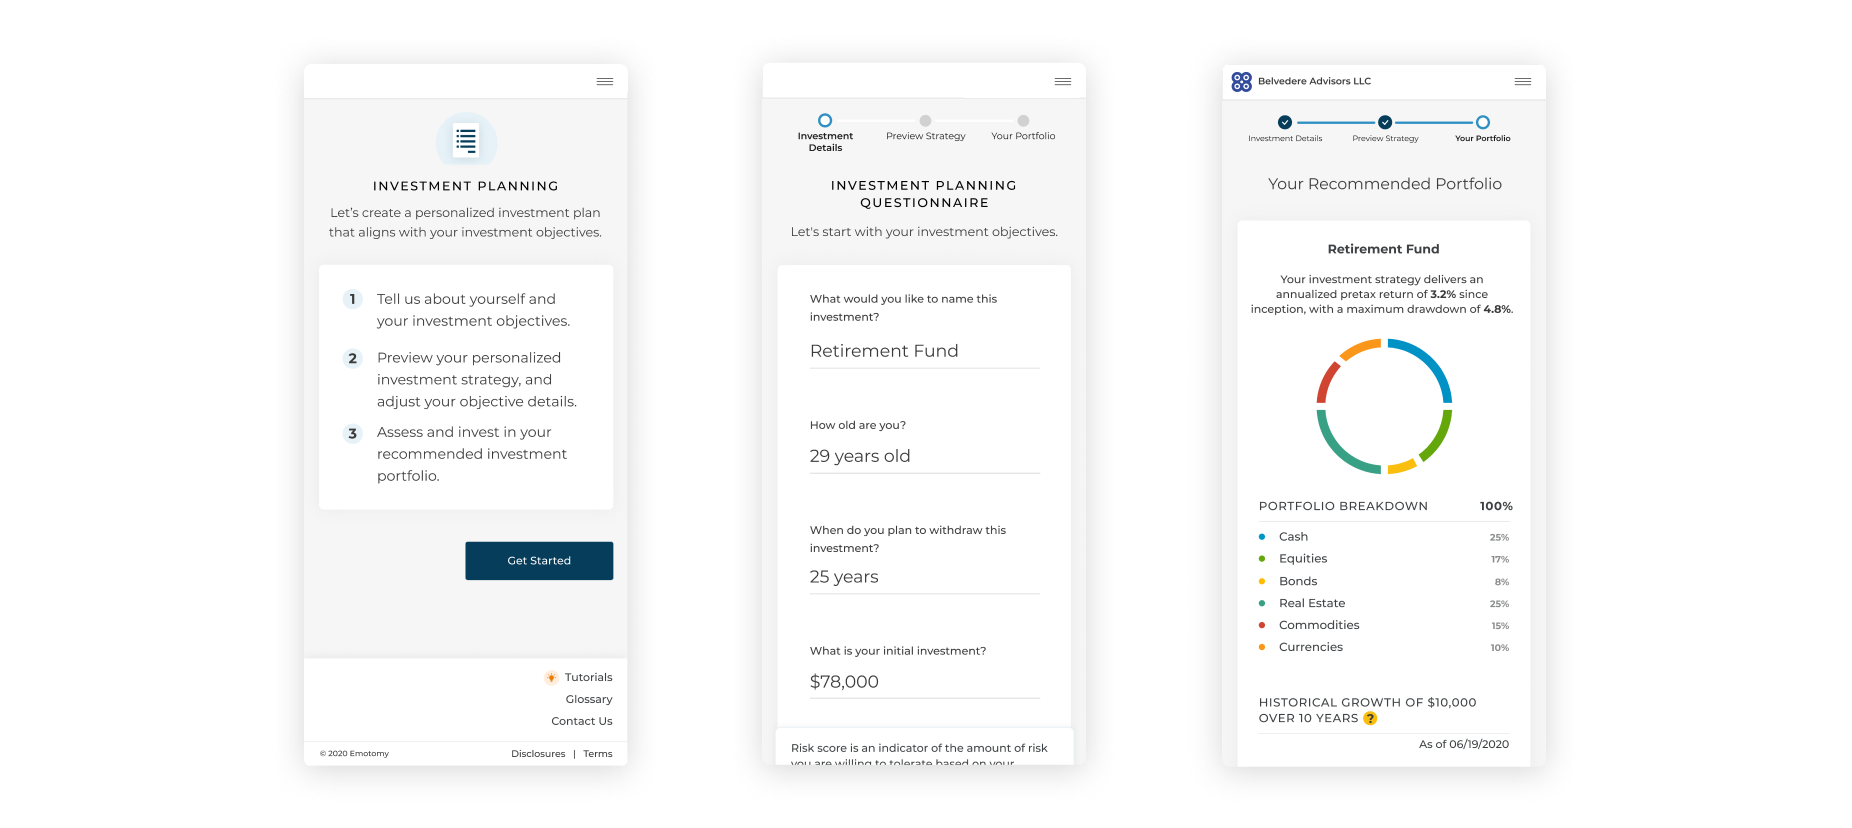 INVESTMENT PLANNING
Let's create a personalized investment plan
that aligns with your investment objectives.
1 Tell us about yourself and
your investment objectives.
2 Preview your personalized
investment strategy, and
adjust your objective details.
3 Assess and invest in your
recommended investment
portfolio.
Get Started
Tutorials
Glossary
Contact Us
© 2020 Emotomy Disclosures | Terms
Investment
Details
Preview Strategy
Your Portfolio
INVESTMENT PLANNING
QUESTIONNAIRE
Let's start with your investment objectives.
What would you like to name this
investment?
Retirement Fund
How old are you?
29 years old
When do you plan to withdraw this
investment?
25 years
What is your initial investment?
$78,000
Risk score is an indicator of the amount of risk
you are willing to tolerate based on your
Belvedere Advisors LLC
Investment Details
Preview Strategy
Your Portfolio
Your Recommended Portfolio
Retirement Fund
Your investment strategy delivers an
annualized pretax return of 3.2% since
inception, with a maximum drawdown of 4.8%.
PORTFOLIO BREAKDOWN 100%
Cash 25%
Equities 17%
Bonds 8%
Real Estate 25%
Commodities 15%
Currencies 10%
HISTORICAL GROWTH OF $10,000
OVER 10 YEARS ?
As of 06/19/2020